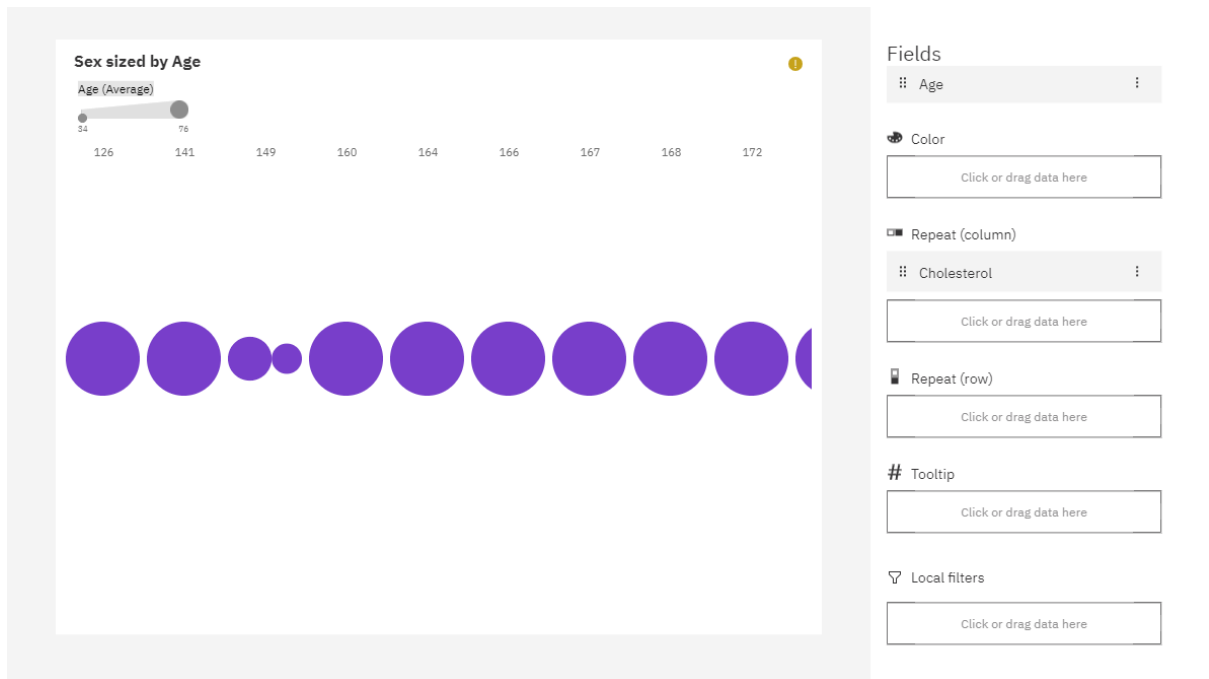 Sex sized by Age
!
Age (Average)
34 76
126 141 149 160 164 166 167 168 172
Fields
Age
Color
Click or drag data here
Repeat (column)
Cholesterol
Click or drag data here
Repeat (row)
Click or drag data here
# Tooltip
Click or drag data here
Local filters
Click or drag data here